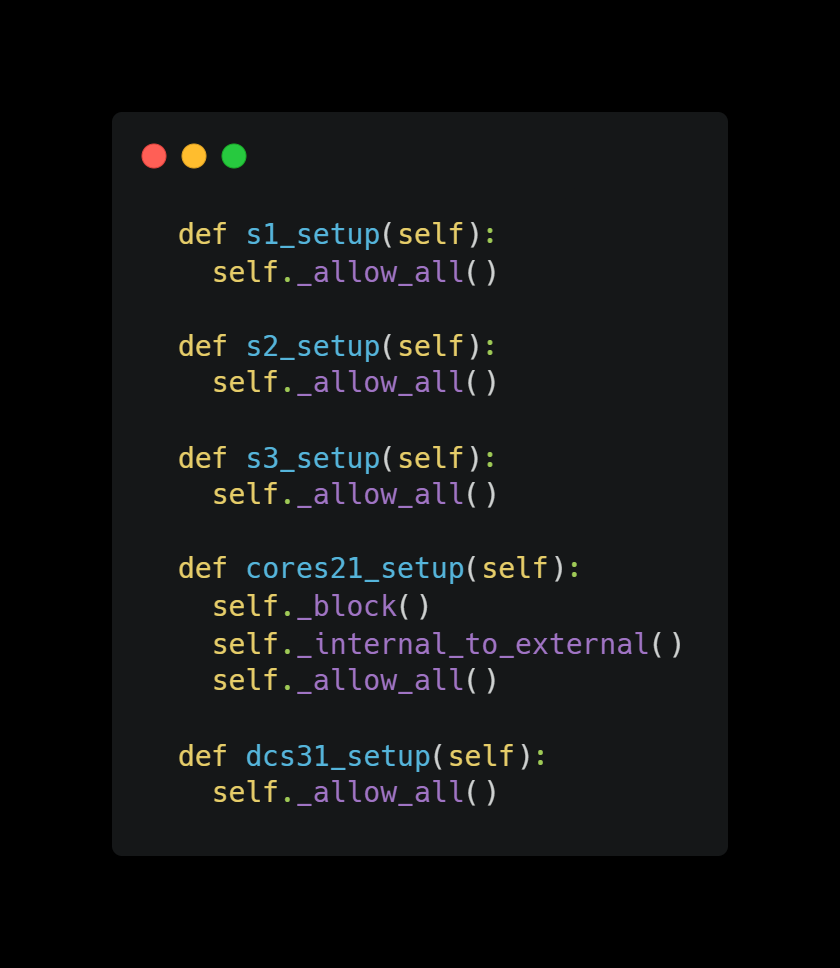 def s1_setup(self):
  self._allow_all()

def s2_setup(self):
  self._allow_all()

def s3_setup(self):
  self._allow_all()

def cores21_setup(self):
  self._block()
  self._internal_to_external()
  self._allow_all()

def dcs31_setup(self):
  self._allow_all()